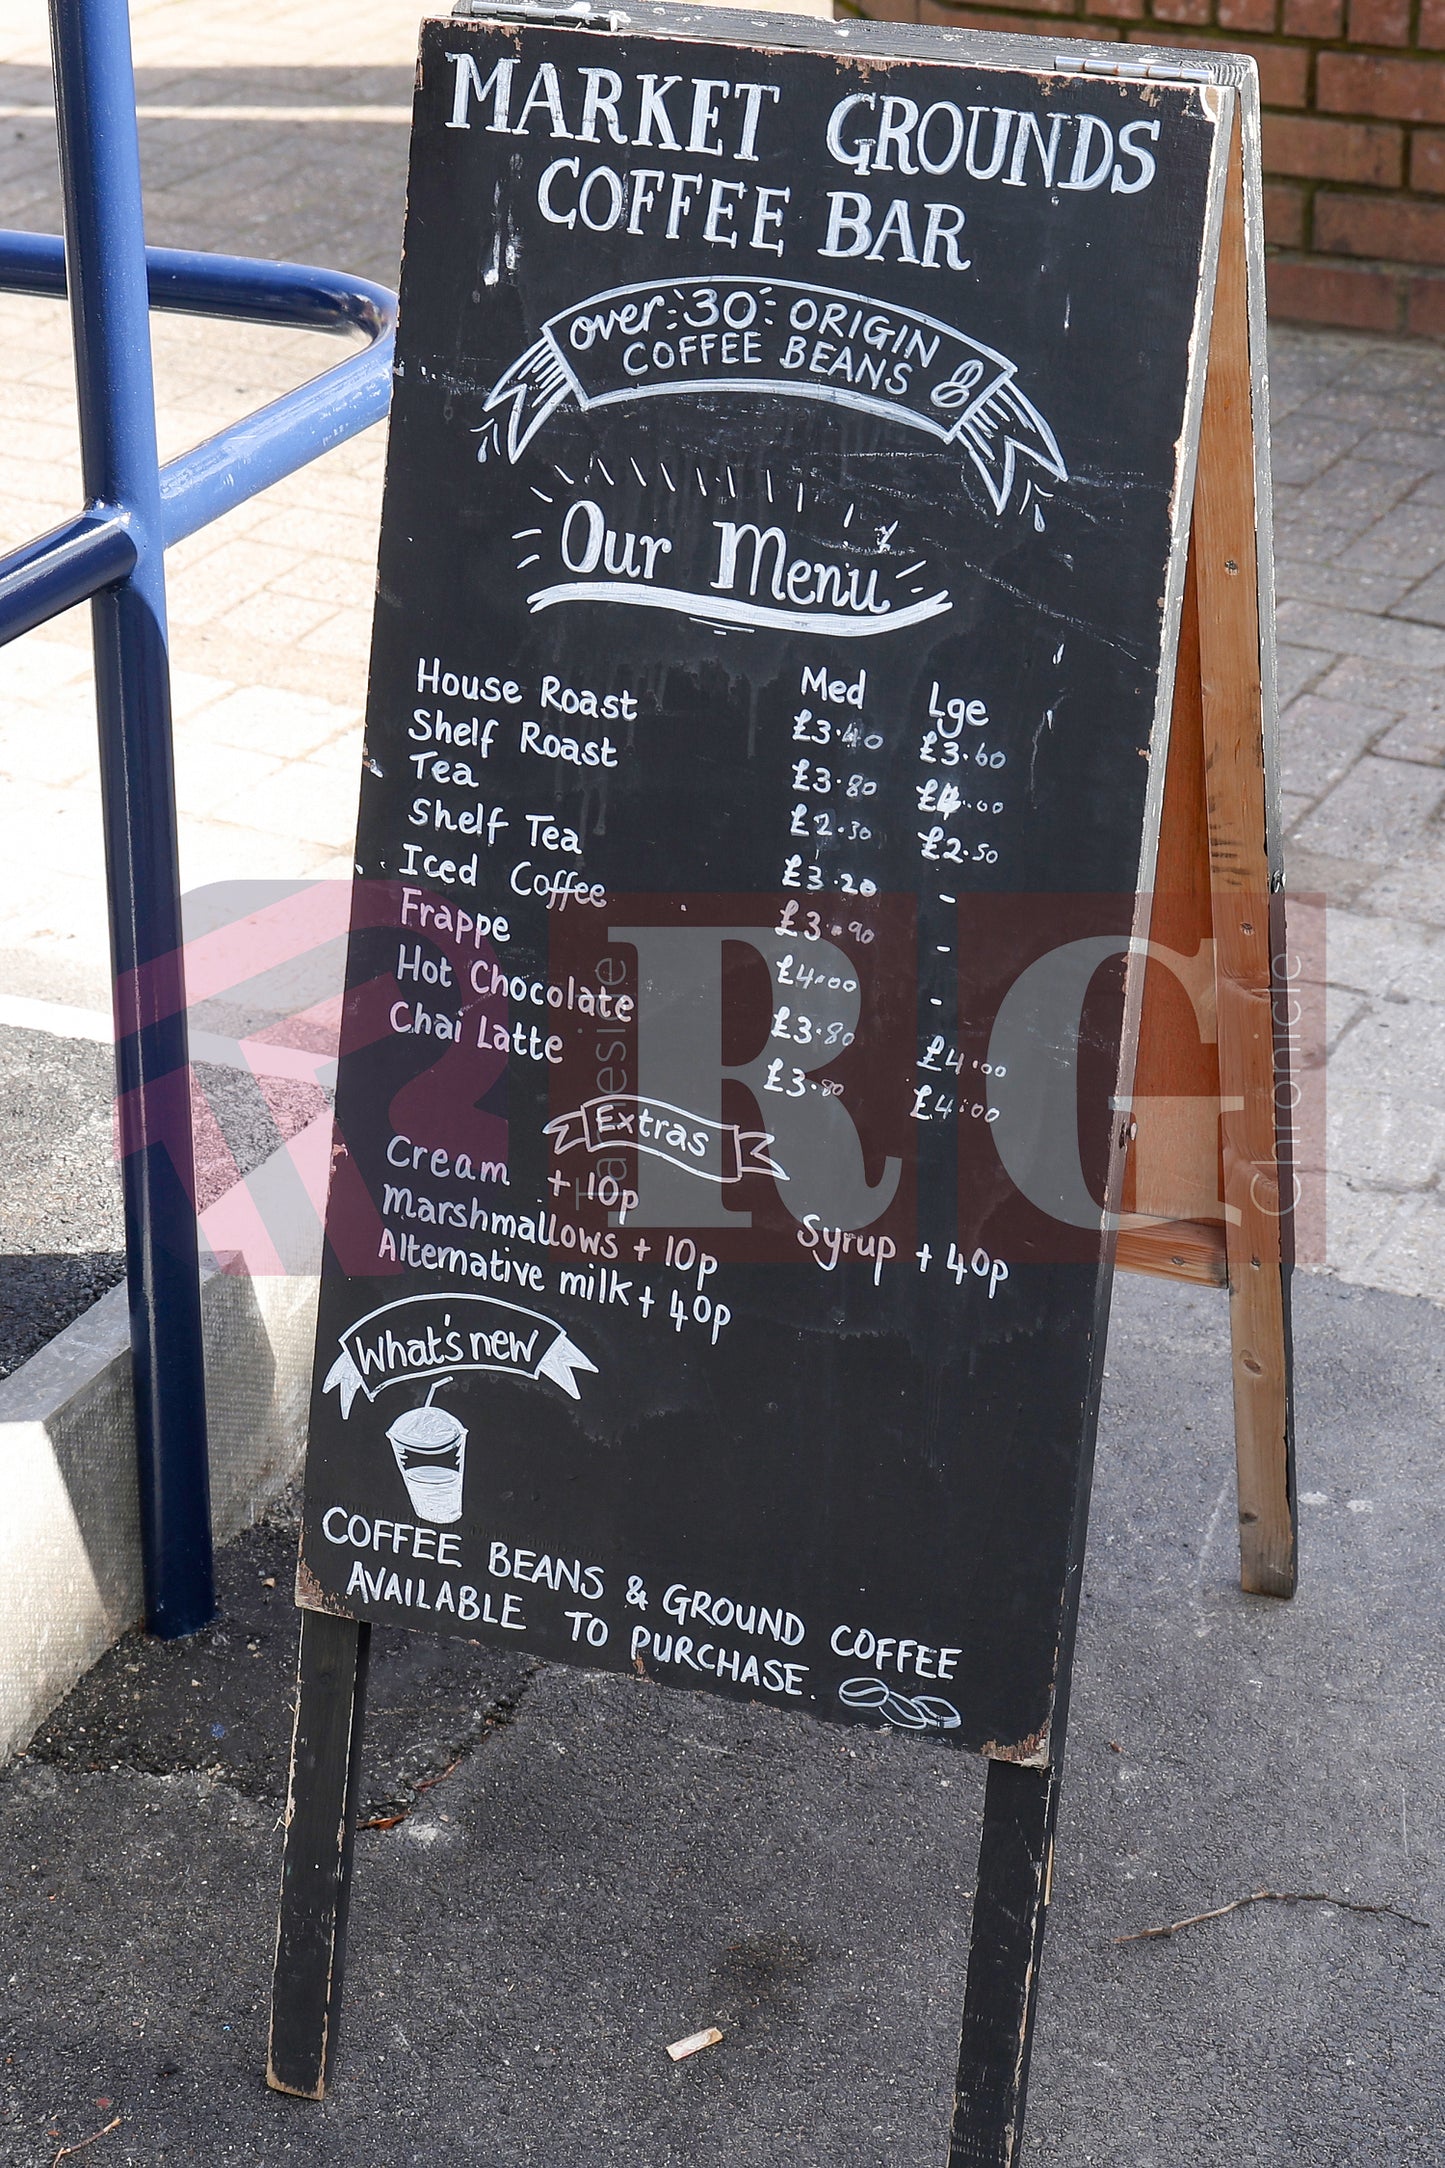 MARKET GROUNDS
COFFEE BAR
over 30 ORIGIN
COFFEE BEANS
Our Menu
Med Lge
House Roast £3.40 £3.60
Shelf Roast £3.80 £4.00
Tea £2.30 £2.50
Shelf Tea £3.20 -
Iced Coffee £3.90 -
Frappe £4.00 -
Hot Chocolate £3.80 £4.00
Chai Latte £3.80 £4.00
Extras
Cream + 10p
Marshmallows + 10p Syrup + 40p
Alternative milk + 40p
What's new
COFFEE BEANS & GROUND COFFEE
AVAILABLE TO PURCHASE.
RG
Tameside
Chronicle